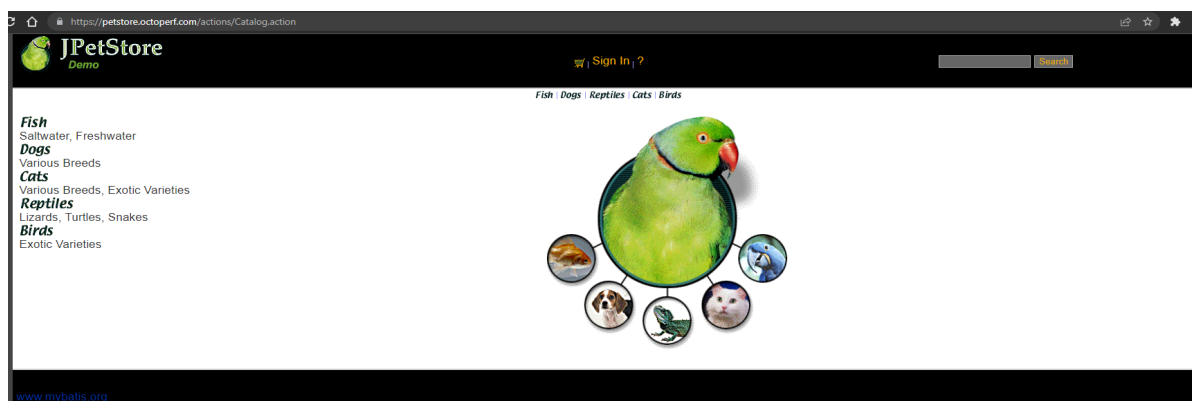 https://petstore.octoperf.com/actions/Catalog.action
JPetStore
Demo
| Sign In | ?
Search
Fish | Dogs | Reptiles | Cats | Birds
Fish
Saltwater, Freshwater
Dogs
Various Breeds
Cats
Various Breeds, Exotic Varieties
Reptiles
Lizards, Turtles, Snakes
Birds
Exotic Varieties
www.mybatis.org